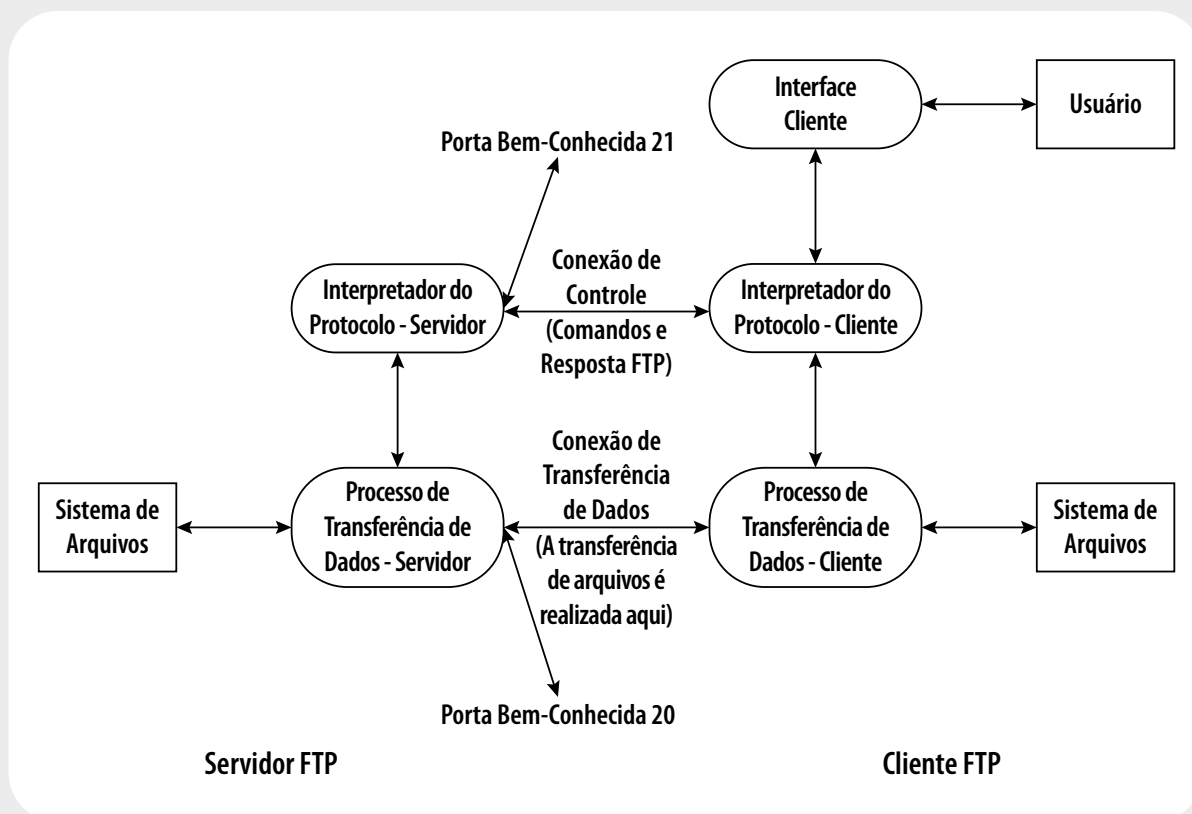 Interface
Cliente
Usuário
Porta Bem-Conhecida 21
Interpretador do
Protocolo - Servidor
Conexão de
Controle
(Comandos e
Resposta FTP)
Interpretador do
Protocolo - Cliente
Sistema de
Arquivos
Processo de
Transferência de
Dados - Servidor
Conexão de
Transferência
de Dados
(A transferência
de arquivos é
realizada aqui)
Processo de
Transferência de
Dados - Cliente
Sistema de
Arquivos
Porta Bem-Conhecida 20
Servidor FTP
Cliente FTP